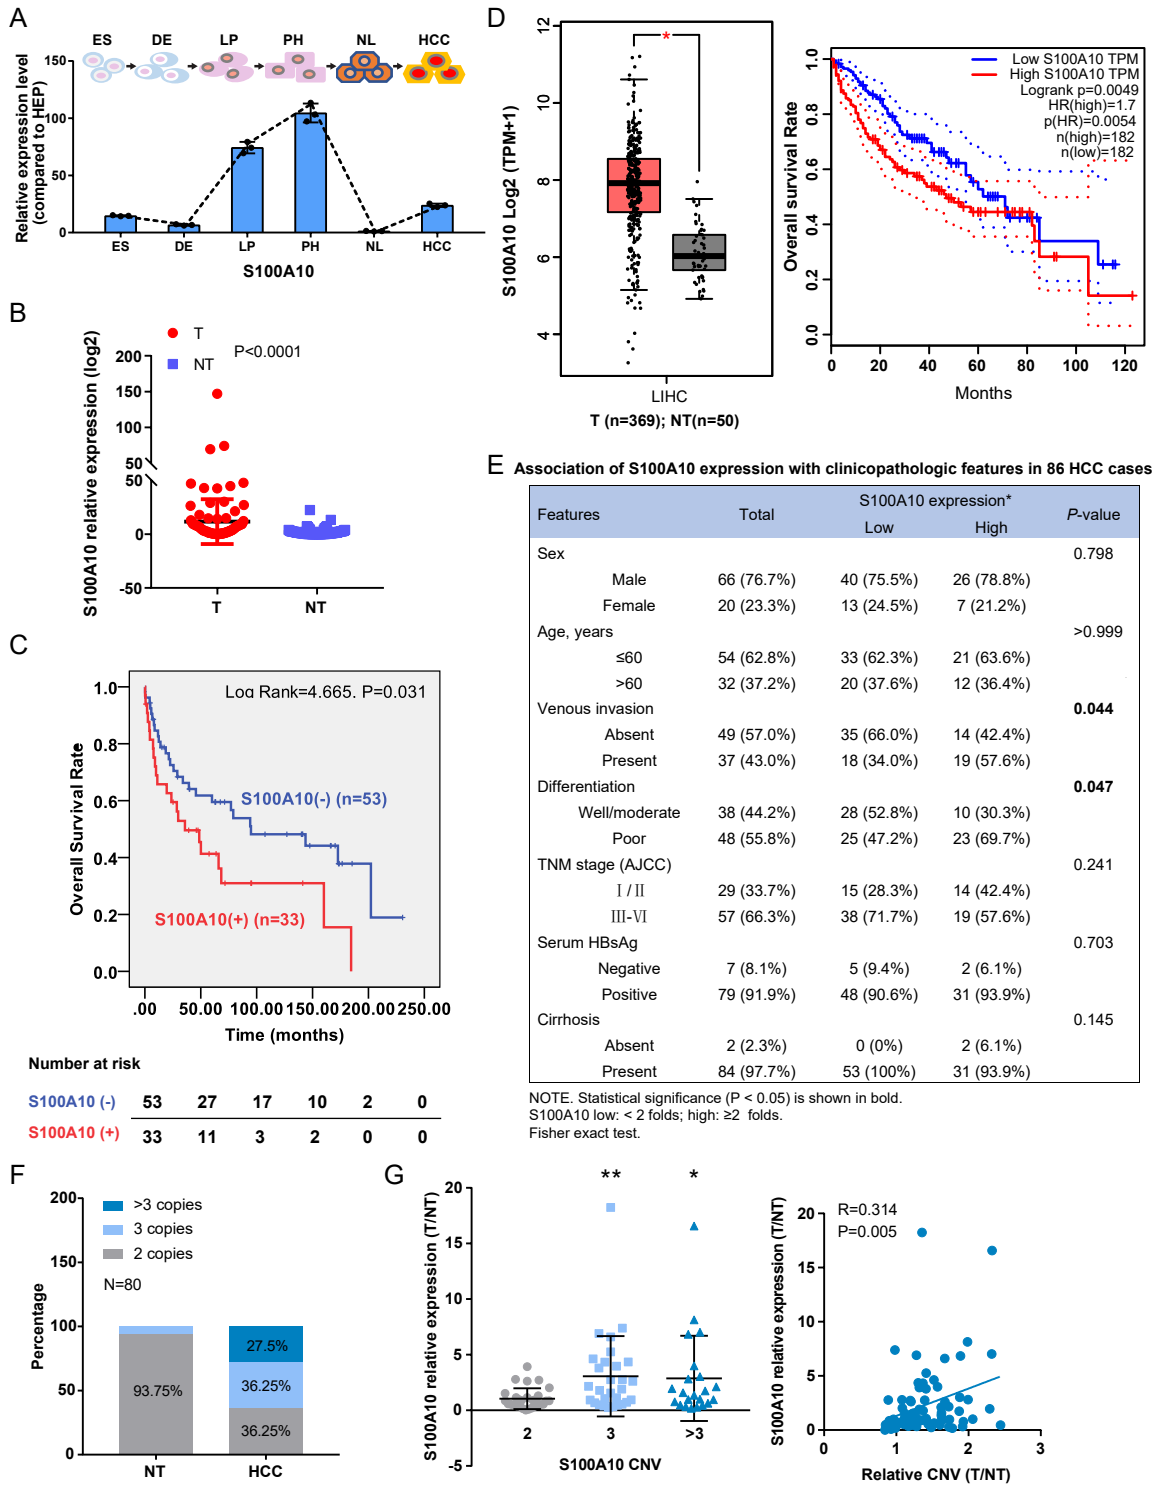 A
ES DE LP PH NL HCC
Relative expression level
(compared to HEP)
150
100
50
0
ES DE LP PH NL HCC
S100A10
B
T
NT
P<0.0001
S100A10 relative expression (log2)
200
150
100
50
50
0
-50
T NT
C
Log Rank=4.665. P=0.031
Overall Survival Rate
1.0
0.8
0.6
0.4
0.2
0.0
S100A10(-) (n=53)
S100A10(+) (n=33)
.00 50.00 100.00 150.00 200.00 250.00
Time (months)
Number at risk
S100A10 (-) 53 27 17 10 2 0
S100A10 (+) 33 11 3 2 0 0
D
S100A10 Log2 (TPM+1)
12
10
8
6
4
*
LIHC
T (n=369); NT(n=50)
Overall survival Rate
1.0
0.8
0.6
0.4
0.2
0.0
Low S100A10 TPM
High S100A10 TPM
Logrank p=0.0049
HR(high)=1.7
p(HR)=0.0054
n(high)=182
n(low)=182
0 20 40 60 80 100 120
Months
E
Association of S100A10 expression with clinicopathologic features in 86 HCC cases
S100A10 expression*
Features Total P-value
Low High
Sex 0.798
Male 66 (76.7%) 40 (75.5%) 26 (78.8%)
Female 20 (23.3%) 13 (24.5%) 7 (21.2%)
Age, years >0.999
≤60 54 (62.8%) 33 (62.3%) 21 (63.6%)
>60 32 (37.2%) 20 (37.6%) 12 (36.4%)
Venous invasion 0.044
Absent 49 (57.0%) 35 (66.0%) 14 (42.4%)
Present 37 (43.0%) 18 (34.0%) 19 (57.6%)
Differentiation 0.047
Well/moderate 38 (44.2%) 28 (52.8%) 10 (30.3%)
Poor 48 (55.8%) 25 (47.2%) 23 (69.7%)
TNM stage (AJCC) 0.241
Ⅰ/Ⅱ 29 (33.7%) 15 (28.3%) 14 (42.4%)
Ⅲ-Ⅵ 57 (66.3%) 38 (71.7%) 19 (57.6%)
Serum HBsAg 0.703
Negative 7 (8.1%) 5 (9.4%) 2 (6.1%)
Positive 79 (91.9%) 48 (90.6%) 31 (93.9%)
Cirrhosis 0.145
Absent 2 (2.3%) 0 (0%) 2 (6.1%)
Present 84 (97.7%) 53 (100%) 31 (93.9%)
NOTE. Statistical significance (P < 0.05) is shown in bold.
S100A10 low: < 2 folds; high: ≥2 folds.
Fisher exact test.
F
Percentage
200
150
100
50
0
>3 copies
3 copies
2 copies
N=80
93.75%
27.5%
36.25%
36.25%
NT HCC
G
S100A10 relative expression (T/NT)
20
15
10
5
0
-5
** *
2 3 >3
S100A10 CNV
S100A10 relative expression (T/NT)
20
15
10
5
0
R=0.314
P=0.005
0 1 2 3
Relative CNV (T/NT)